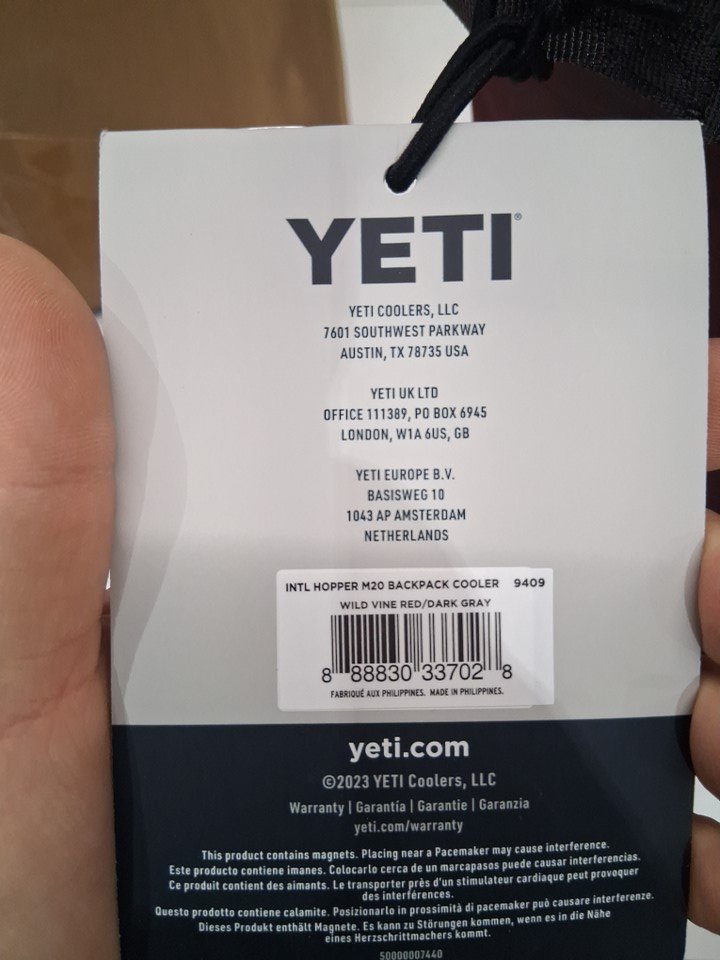 YETI®
YETI COOLERS, LLC
7601 SOUTHWEST PARKWAY
AUSTIN, TX 78735 USA
YETI UK LTD
OFFICE 111389, PO BOX 6945
LONDON, W1A 6US, GB
YETI EUROPE B.V.
BASISWEG 10
1043 AP AMSTERDAM
NETHERLANDS
INTL HOPPER M20 BACKPACK COOLER 9409
WILD VINE RED/DARK GRAY
8 88830 33702 8
FABRIQUÉ AUX PHILIPPINES. MADE IN PHILIPPINES.
yeti.com
©2023 YETI Coolers, LLC
Warranty | Garantía | Garantie | Garanzia
yeti.com/warranty
This product contains magnets. Placing near a Pacemaker may cause interference.
Este producto contiene imanes. Colocarlo cerca de un marcapasos puede causar interferencias.
Ce produit contient des aimants. Le transporter près d'un stimulateur cardiaque peut provoquer
des interférences.
Questo prodotto contiene calamite. Posizionarlo in prossimità di pacemaker può causare interferenze.
Dieses Produkt enthält Magnete. Es kann zu Störungen kommen, wenn es in die Nähe
eines Herzschrittmachers kommt.
50000007440